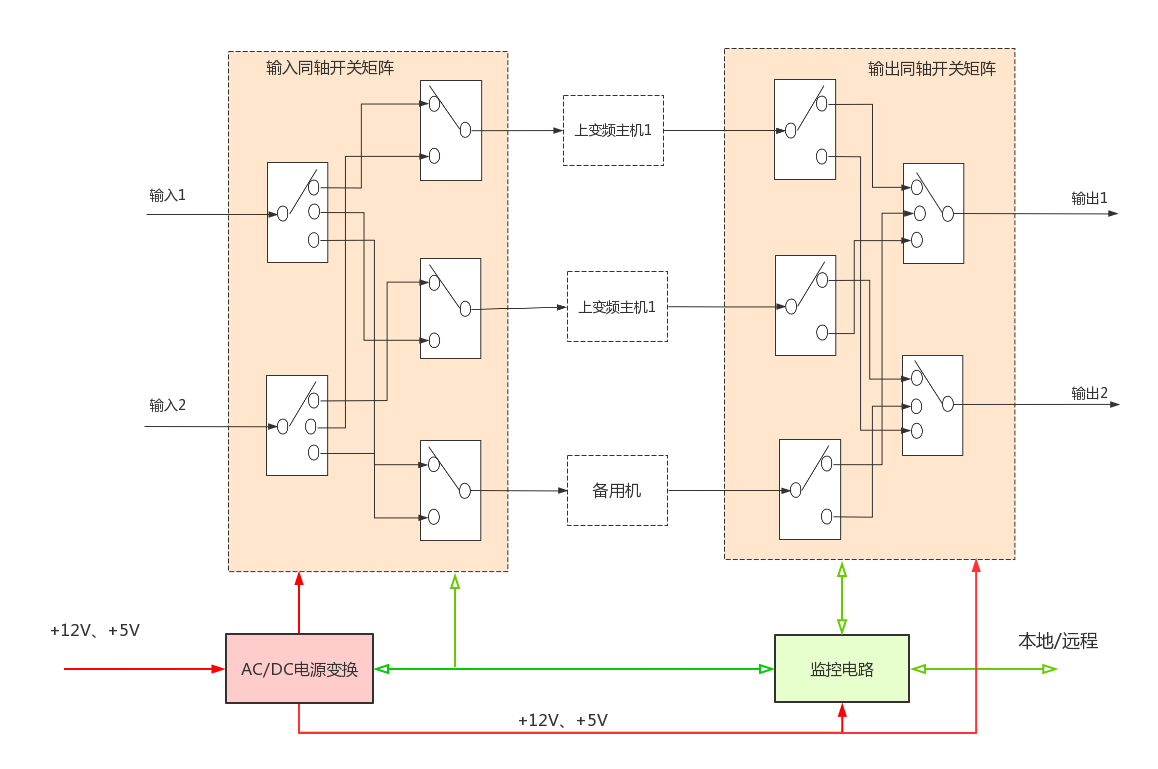 输入同轴开关矩阵
输出同轴开关矩阵
上变频主机1
输入1
输出1
上变频主机1
输入2
输出2
备用机
+12V、+5V
本地/远程
AC/DC电源变换
监控电路
+12V、+5V